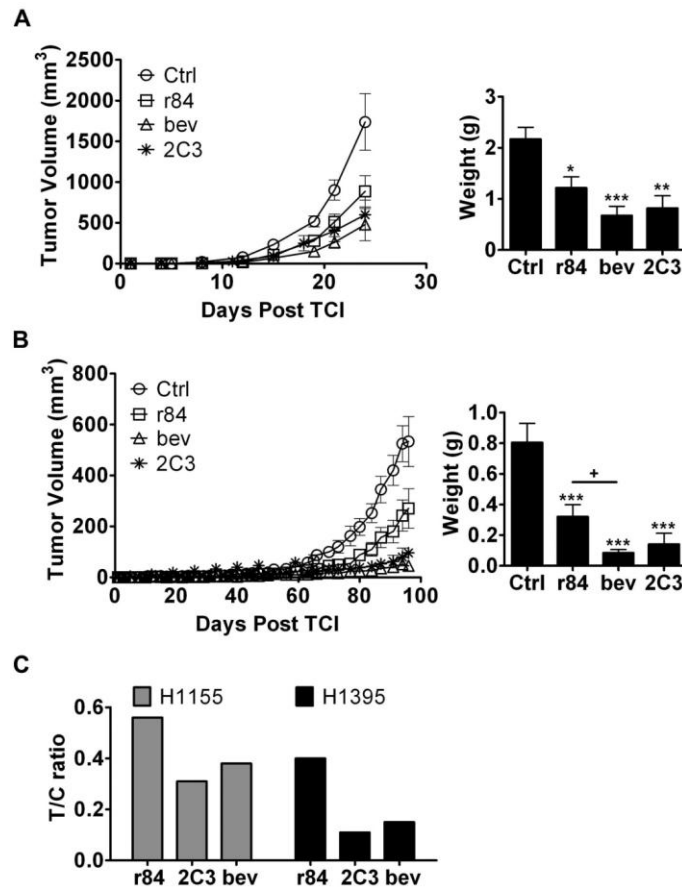 A
Tumor Volume (mm³)
2500
2000
1500
1000
500
0
Ctrl
r84
bev
2C3
0
10
20
30
Days Post TCI
Weight (g)
3
2
1
0
*
***
**
Ctrl r84 bev 2C3
B
Tumor Volume (mm³)
800
600
400
200
0
Ctrl
r84
bev
2C3
0 20 40 60 80 100
Days Post TCI
Weight (g)
1.0
0.8
0.6
0.4
0.2
0.0
***
+
***
***
Ctrl r84 bev 2C3
C
H1155
H1395
T/C ratio
0.6
0.4
0.2
0.0
r84 2C3 bev r84 2C3 bev